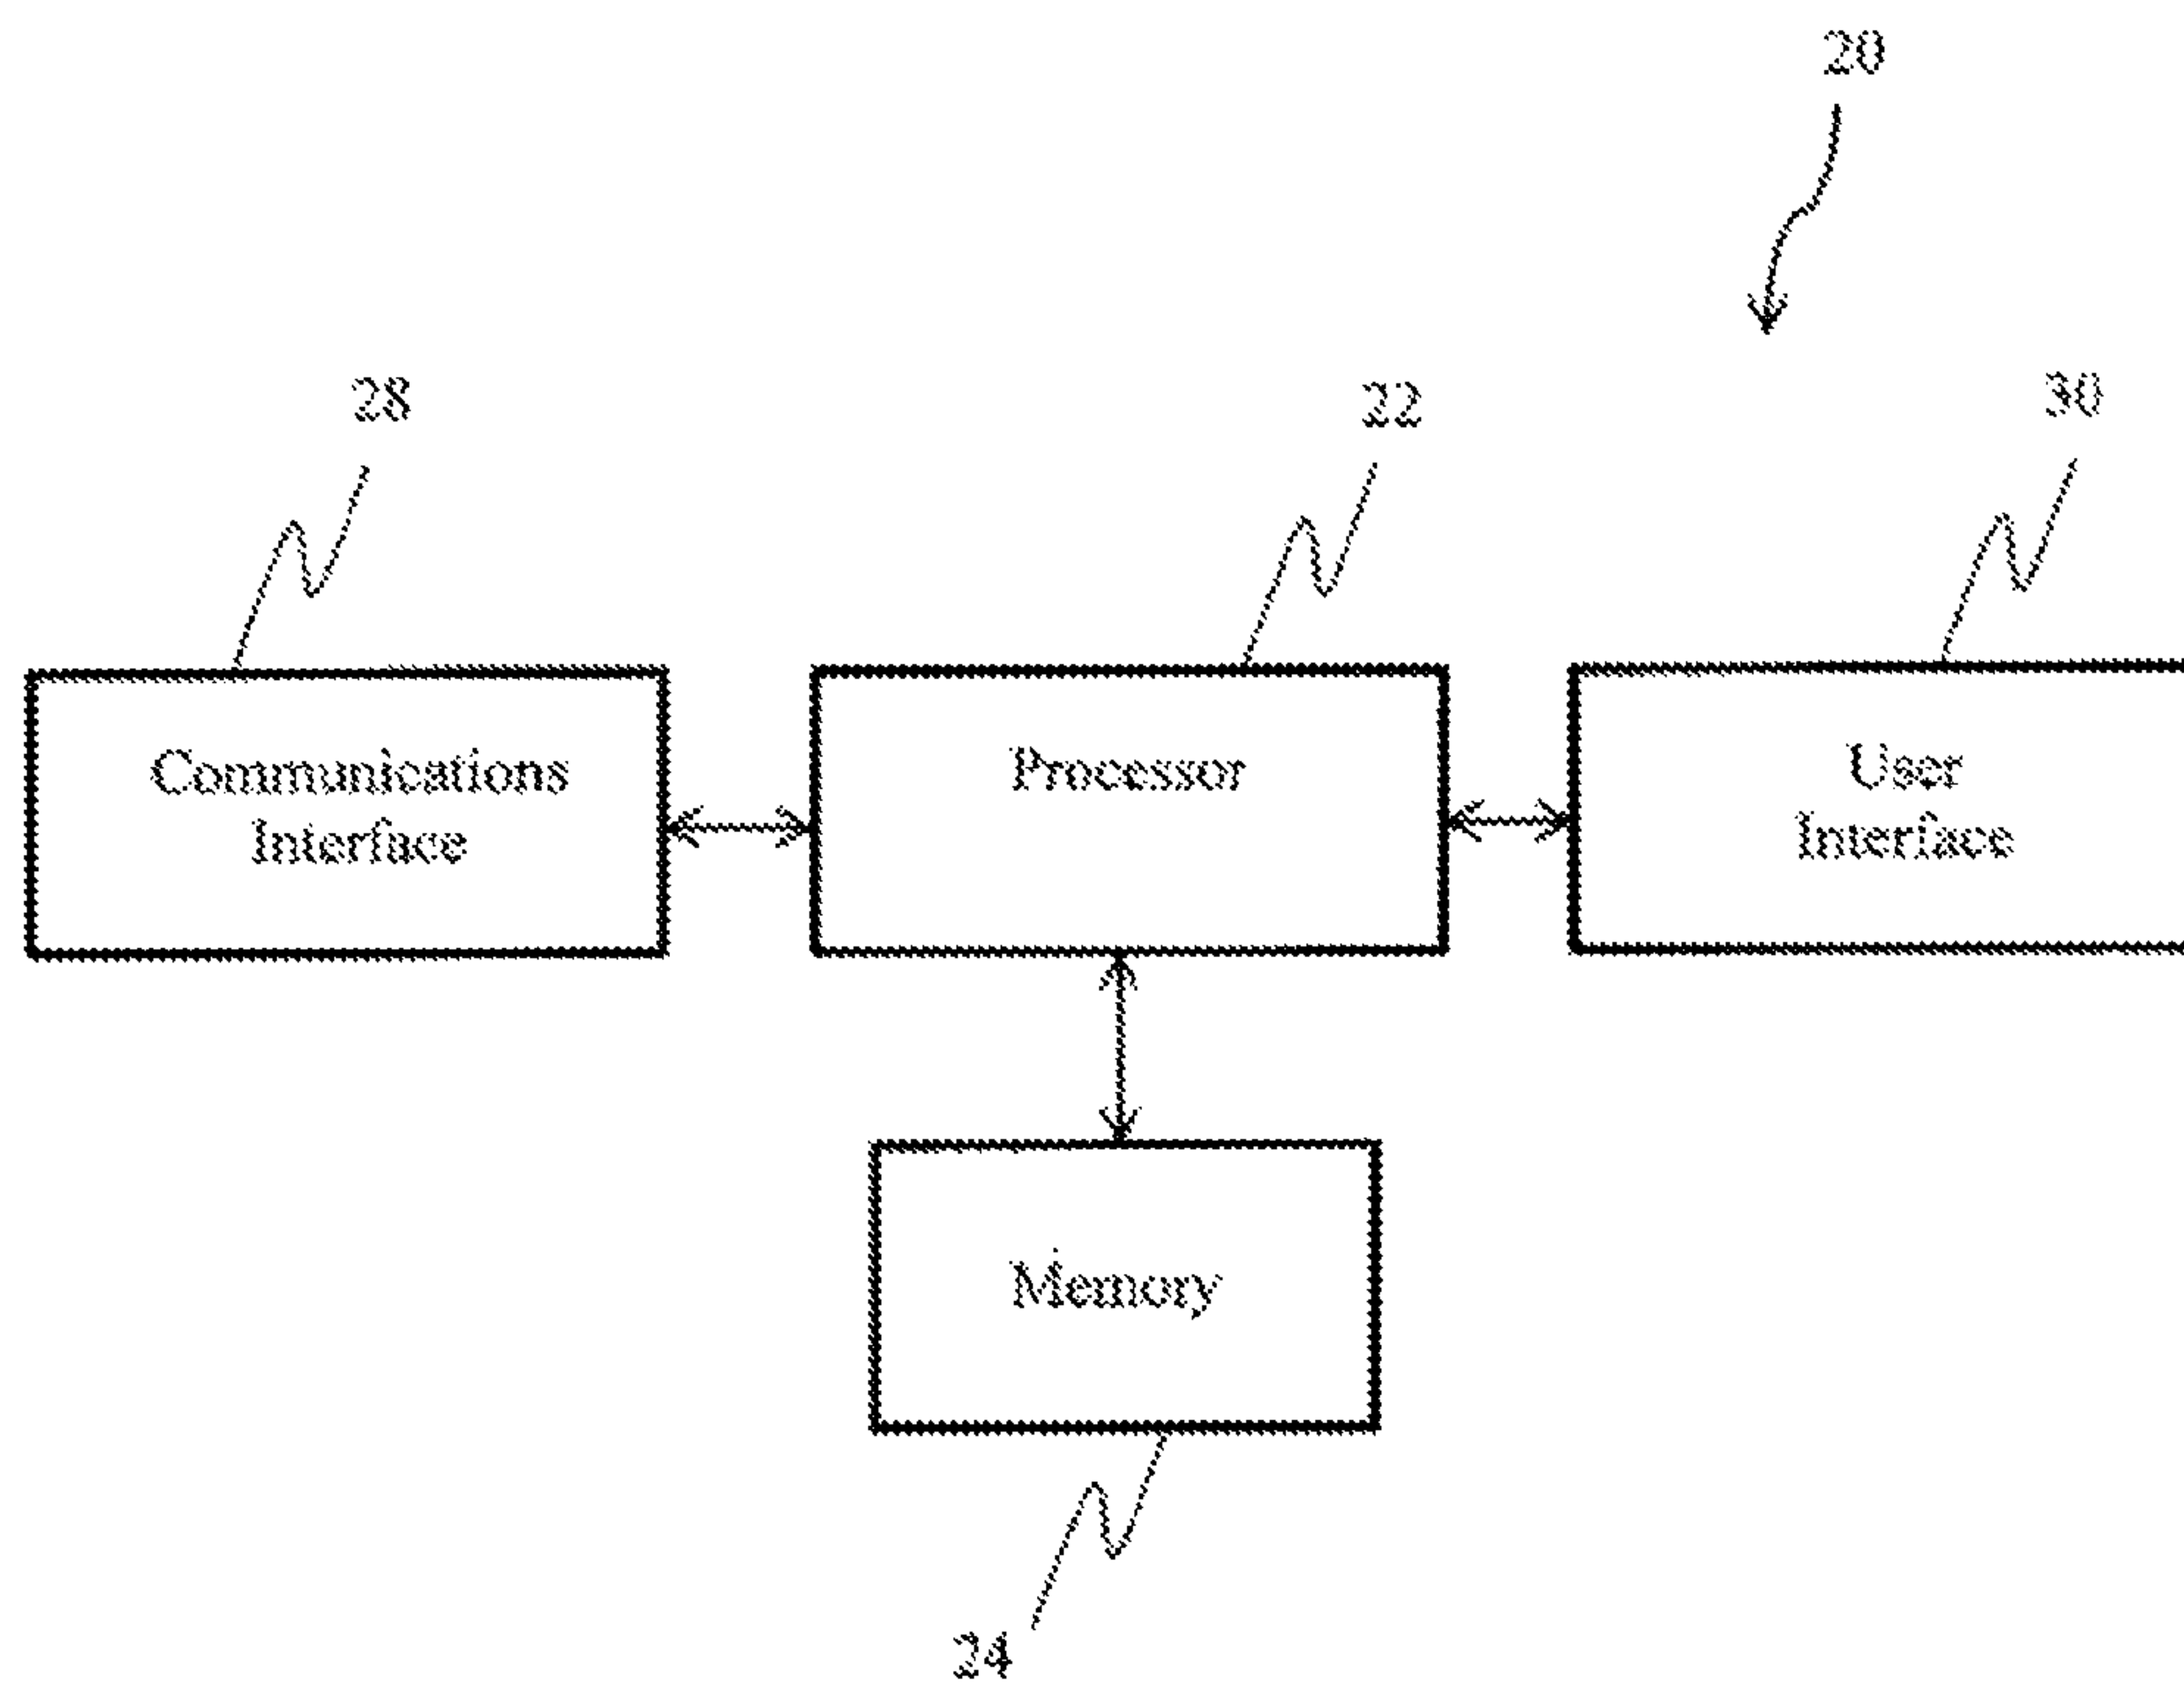 20
28
22
30
Communications
Interface
Processor
User
Interface
Memory
24